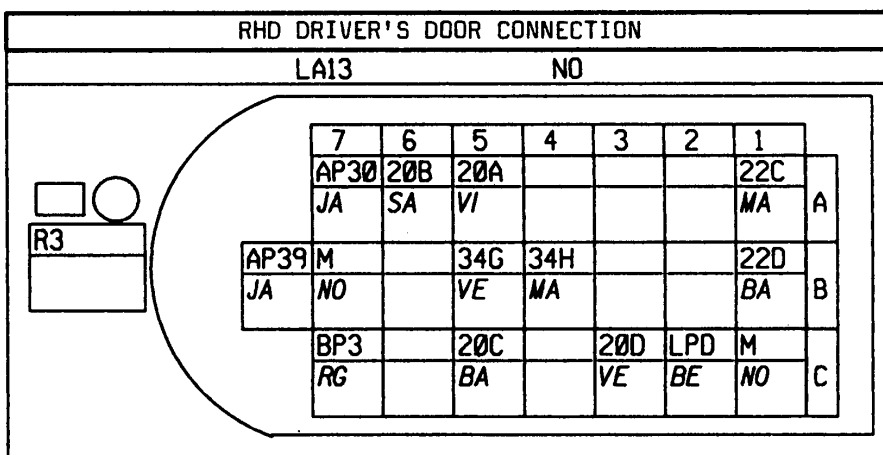 RHD DRIVER'S DOOR CONNECTION
LA13 NO
7 6 5 4 3 2 1
AP30 20B 20A 22C
JA SA VI MA A
R3
AP39 M 34G 34H 22D
JA NO VE MA BA B
BP3 20C 20D LPD M
RG BA VE BE NO C